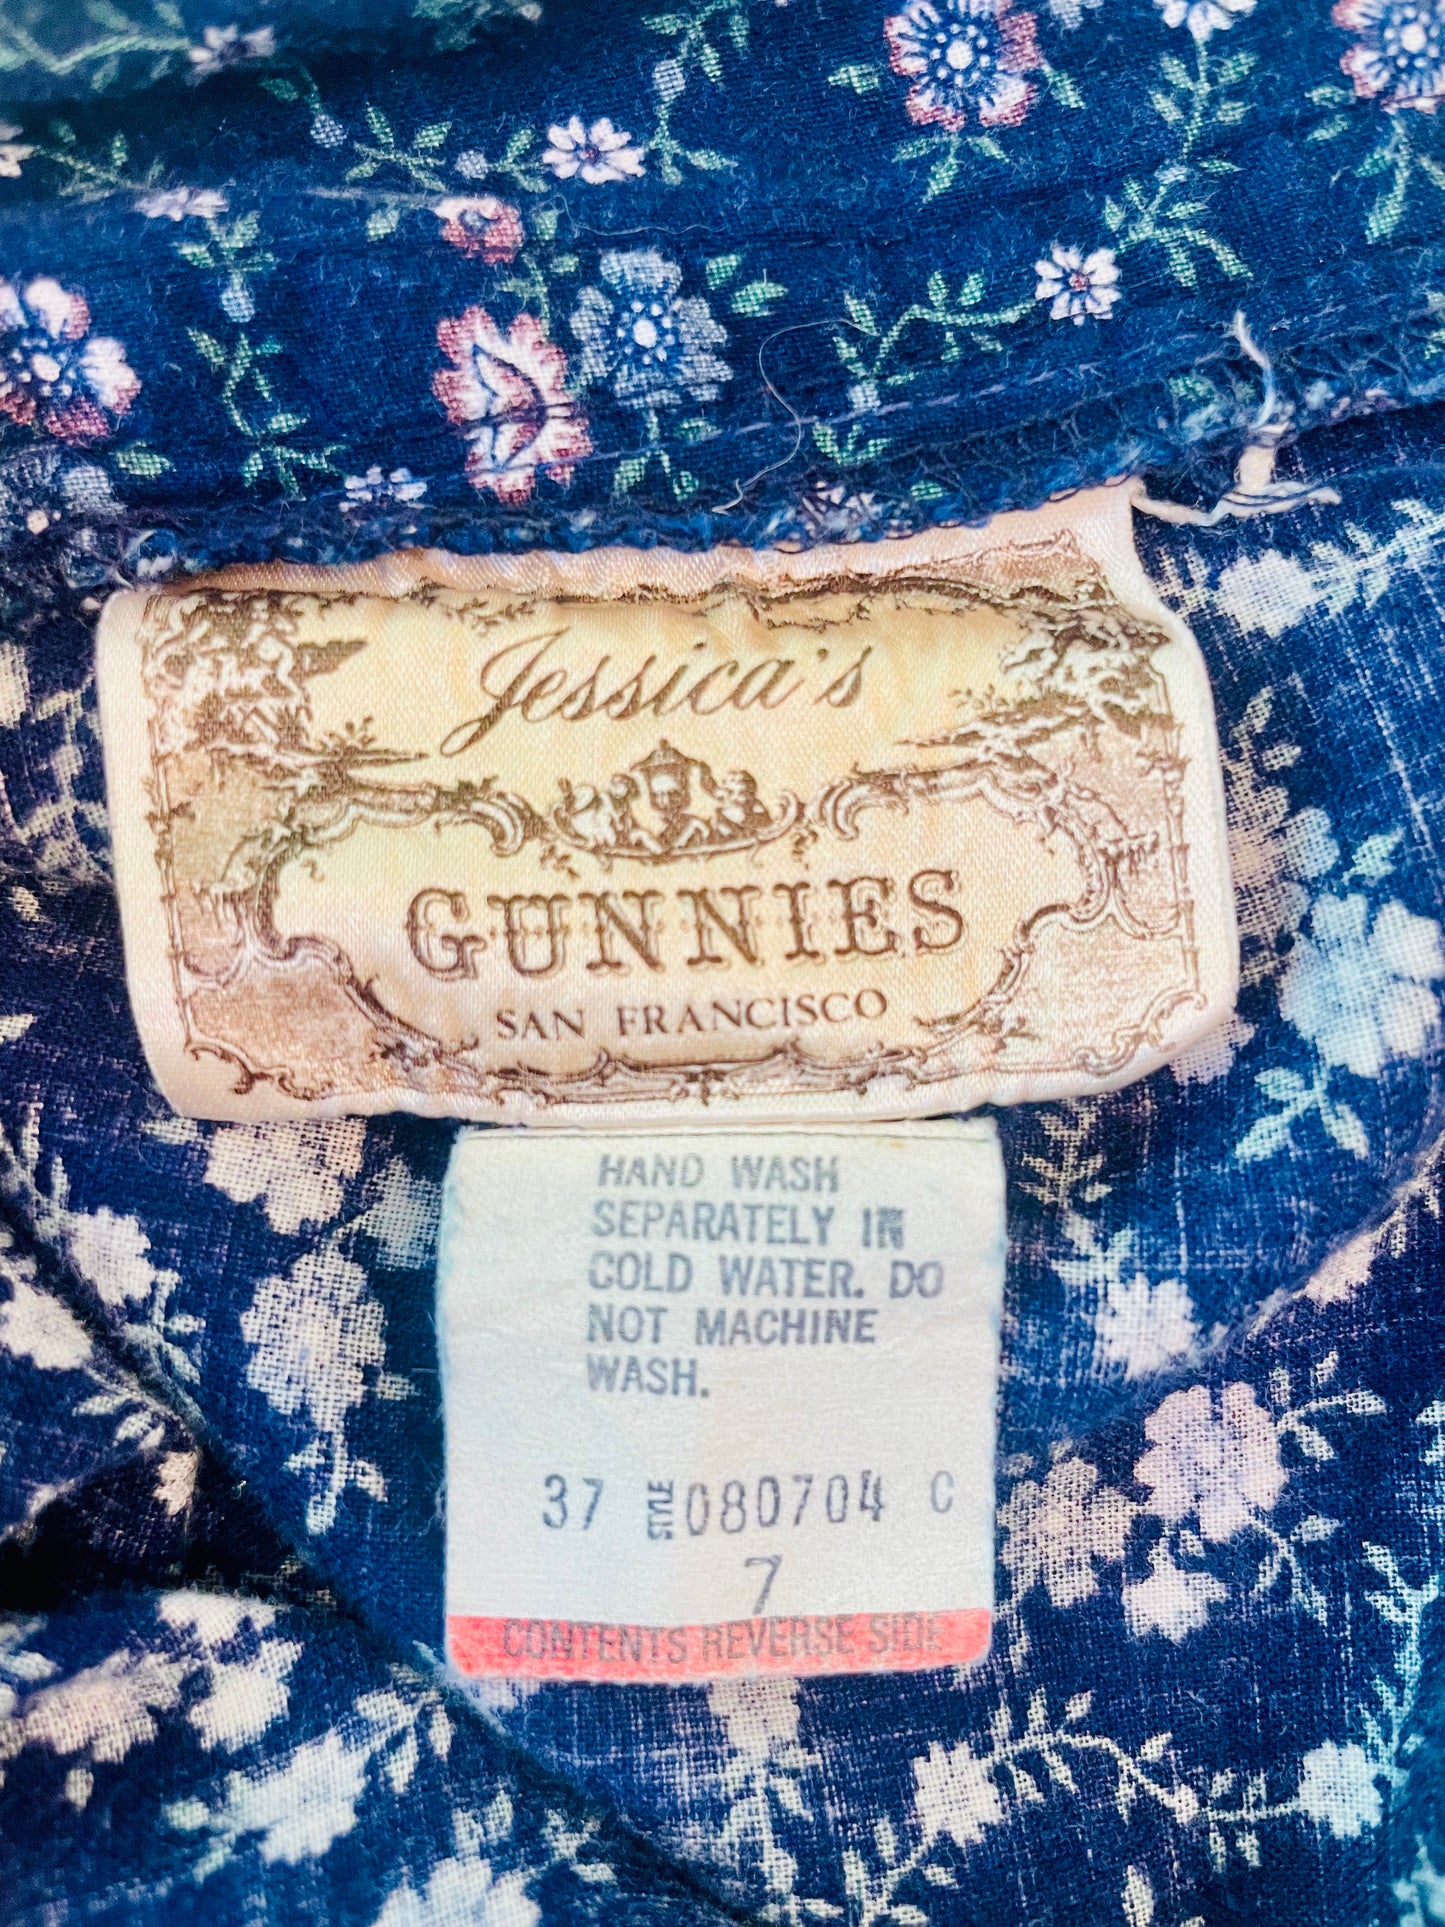 Jessica's
GUNNIES
SAN FRANCISCO
HAND WASH
SEPARATELY IN
COLD WATER. DO
NOT MACHINE
WASH.
37 STYLE 080704 C
7
CONTENTS REVERSE SIDE